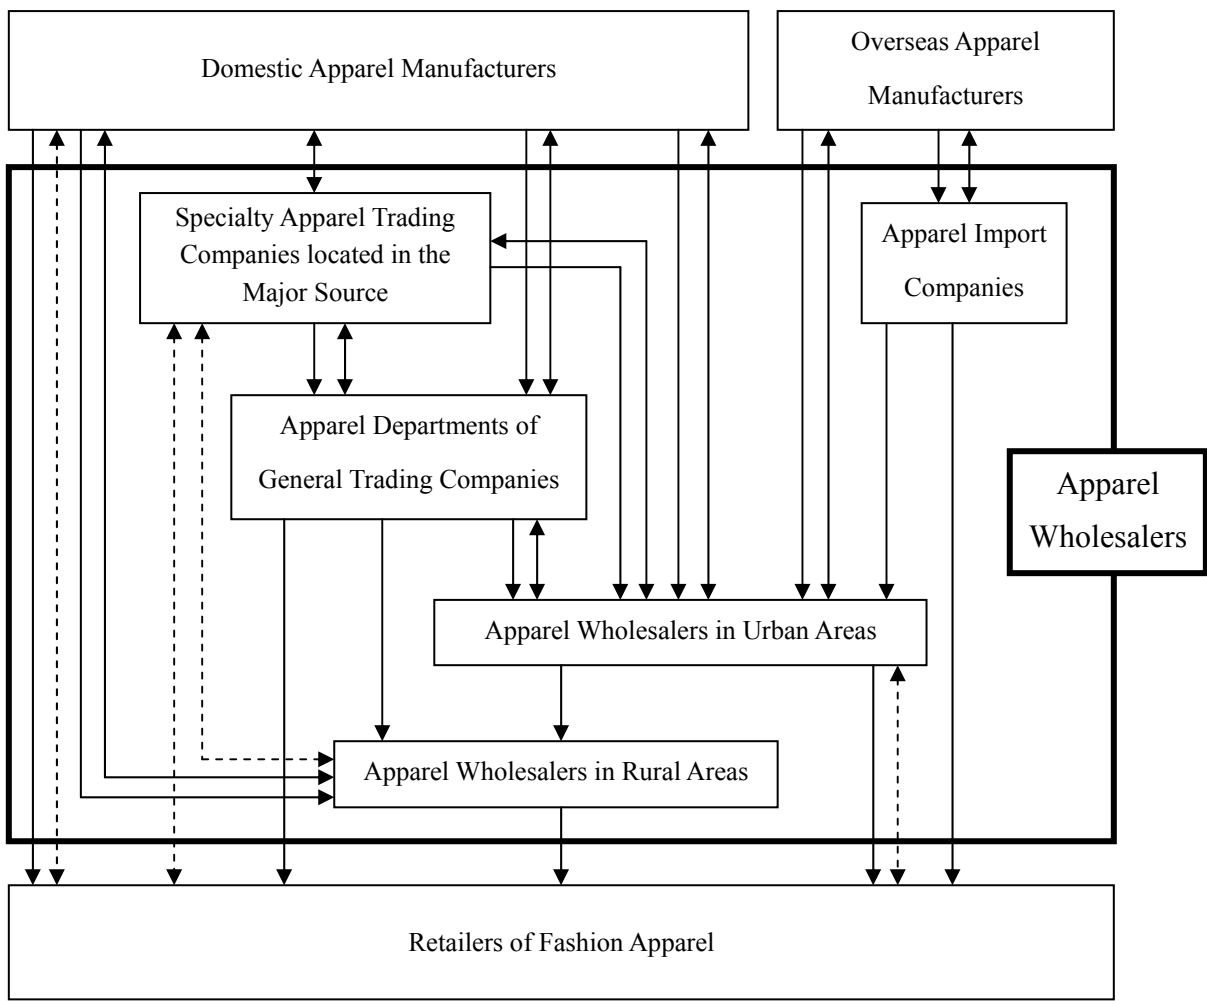 Domestic Apparel Manufacturers
Overseas Apparel
Manufacturers
Specialty Apparel Trading
Companies located in the
Major Source
Apparel Import
Companies
Apparel Departments of
General Trading Companies
Apparel
Wholesalers
Apparel Wholesalers in Urban Areas
Apparel Wholesalers in Rural Areas
Retailers of Fashion Apparel